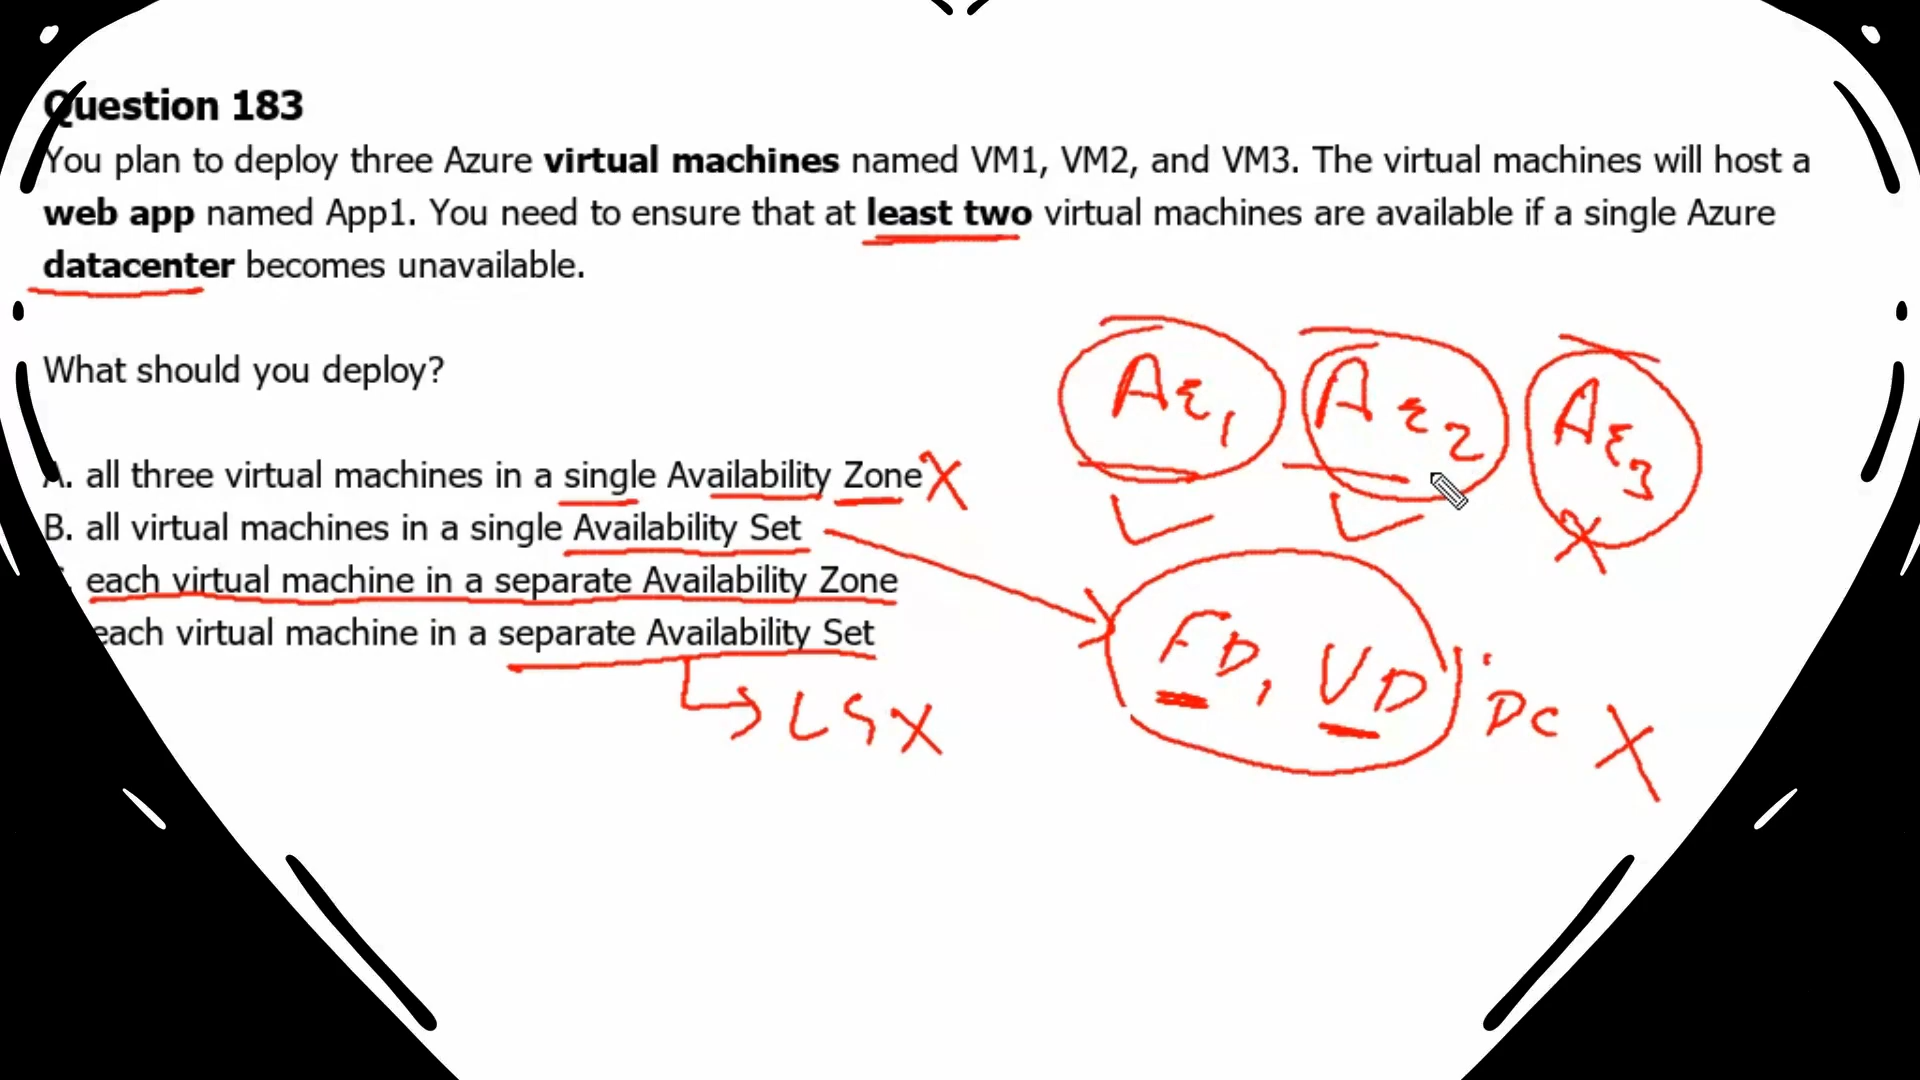 Question 183
You plan to deploy three Azure virtual machines named VM1, VM2, and VM3. The virtual machines will host a
web app named App1. You need to ensure that at least two virtual machines are available if a single Azure
datacenter becomes unavailable.
What should you deploy?
A. all three virtual machines in a single Availability Zone X
B. all virtual machines in a single Availability Set
each virtual machine in a separate Availability Zone
each virtual machine in a separate Availability Set
Az1 Az2 Az3
X
FD, UD
DC X
X